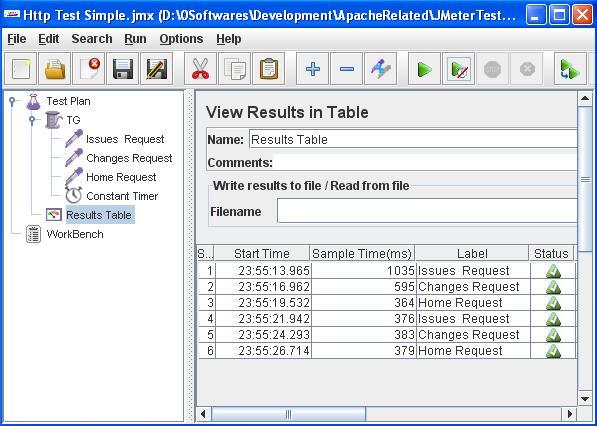 Http Test Simple.jmx (D:\0Softwares\Development\ApacheRelated\JMeterTest...
File Edit Search Run Options Help
Test Plan
TG
Issues Request
Changes Request
Home Request
Constant Timer
Results Table
WorkBench
View Results in Table
Name: Results Table
Comments:
Write results to file / Read from file
Filename
S... Start Time Sample Time(ms) Label Status
1 23:55:13.965 1035 Issues Request
2 23:55:16.962 595 Changes Request
3 23:55:19.532 364 Home Request
4 23:55:21.942 376 Issues Request
5 23:55:24.293 383 Changes Request
6 23:55:26.714 379 Home Request